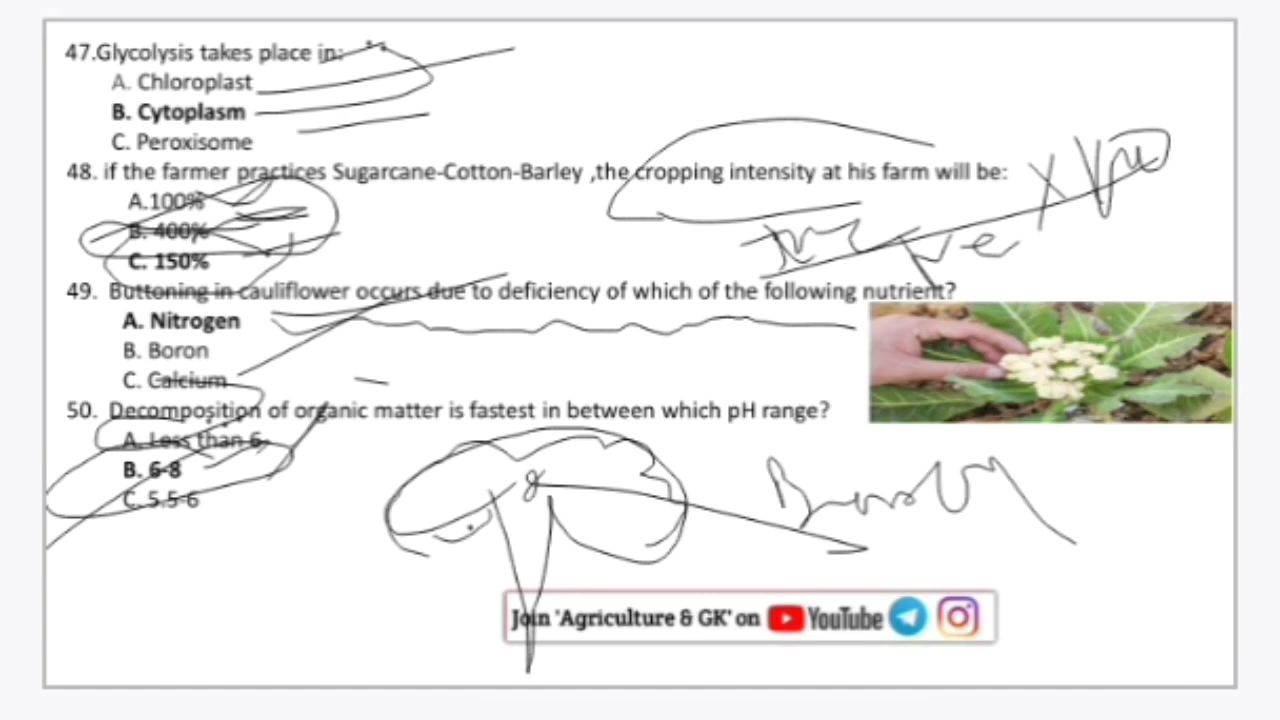 47.Glycolysis takes place in:
A. Chloroplast
B. Cytoplasm
C. Peroxisome
48. if the farmer practices Sugarcane-Cotton-Barley ,the cropping intensity at his farm will be:
A.100%
B. 400%
C. 150%
49. Buttoning in cauliflower occurs due to deficiency of which of the following nutrient?
A. Nitrogen
B. Boron
C. Calcium
50. Decomposition of organic matter is fastest in between which pH range?
A. Less than 6
B. 6-8
C. 5.5-6
Join 'Agriculture & GK' on YouTube